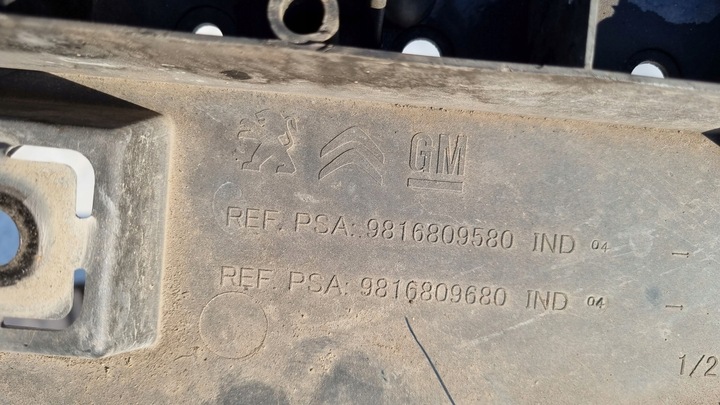 GM
REF. PSA: 9816809580 IND 04
REF. PSA: 9816809680 IND 04
1/2